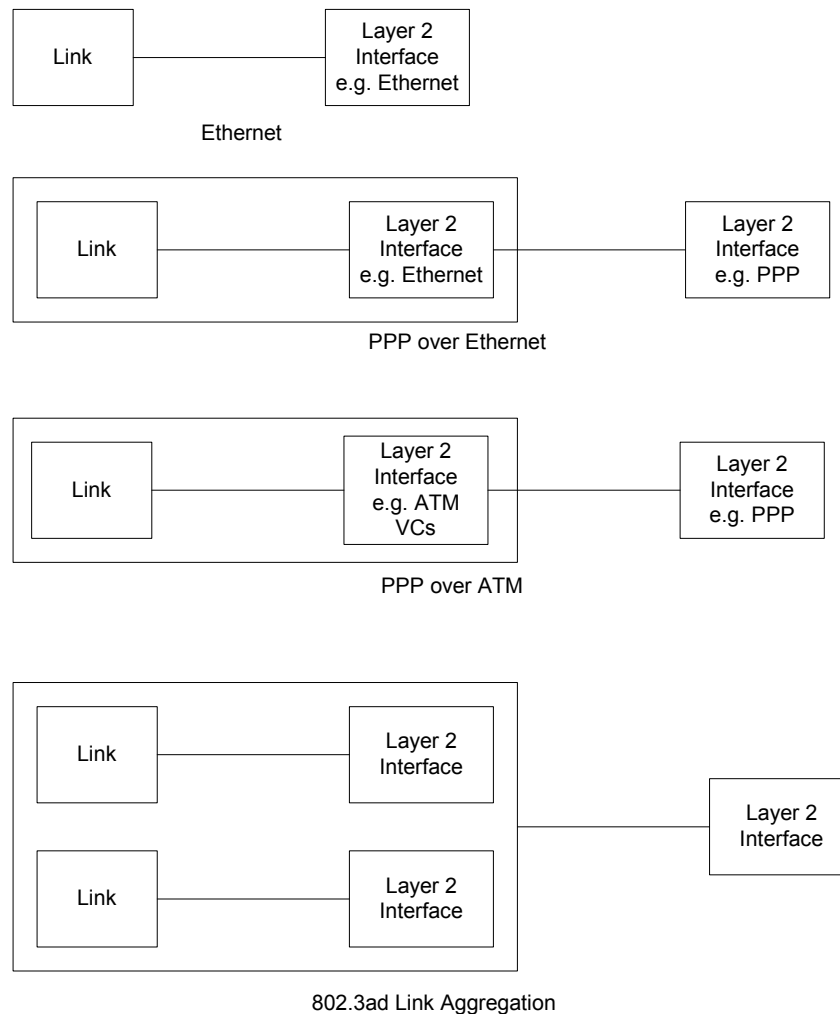 Link
Layer 2
Interface
e.g. Ethernet
Ethernet
Link
Layer 2
Interface
e.g. Ethernet
Layer 2
Interface
e.g. PPP
PPP over Ethernet
Link
Layer 2
Interface
e.g. ATM
VCs
Layer 2
Interface
e.g. PPP
PPP over ATM
Link
Layer 2
Interface
Layer 2
Interface
Link
Layer 2
Interface
802.3ad Link Aggregation